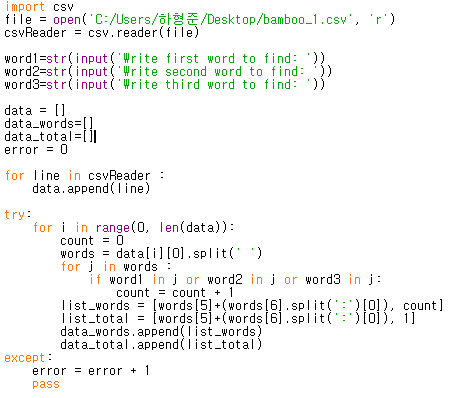 import csv
file = open('C:/Users/하형준/Desktop/bamboo_1.csv', 'r')
csvReader = csv.reader(file)

word1=str(input('Write first word to find: '))
word2=str(input('Write second word to find: '))
word3=str(input('Write third word to find: '))

data = []
data_words=[]
data_total=[]
error = 0

for line in csvReader :
    data.append(line)

try:
    for i in range(0, len(data)):
        count = 0
        words = data[i][0].split(' ')
        for j in words :
            if word1 in j or word2 in j or word3 in j:
                count = count + 1
        list_words = [words[5]+(words[6].split(':')[0]), count]
        list_total = [words[5]+(words[6].split(':')[0]), 1]
        data_words.append(list_words)
        data_total.append(list_total)
except:
    error = error + 1
    pass